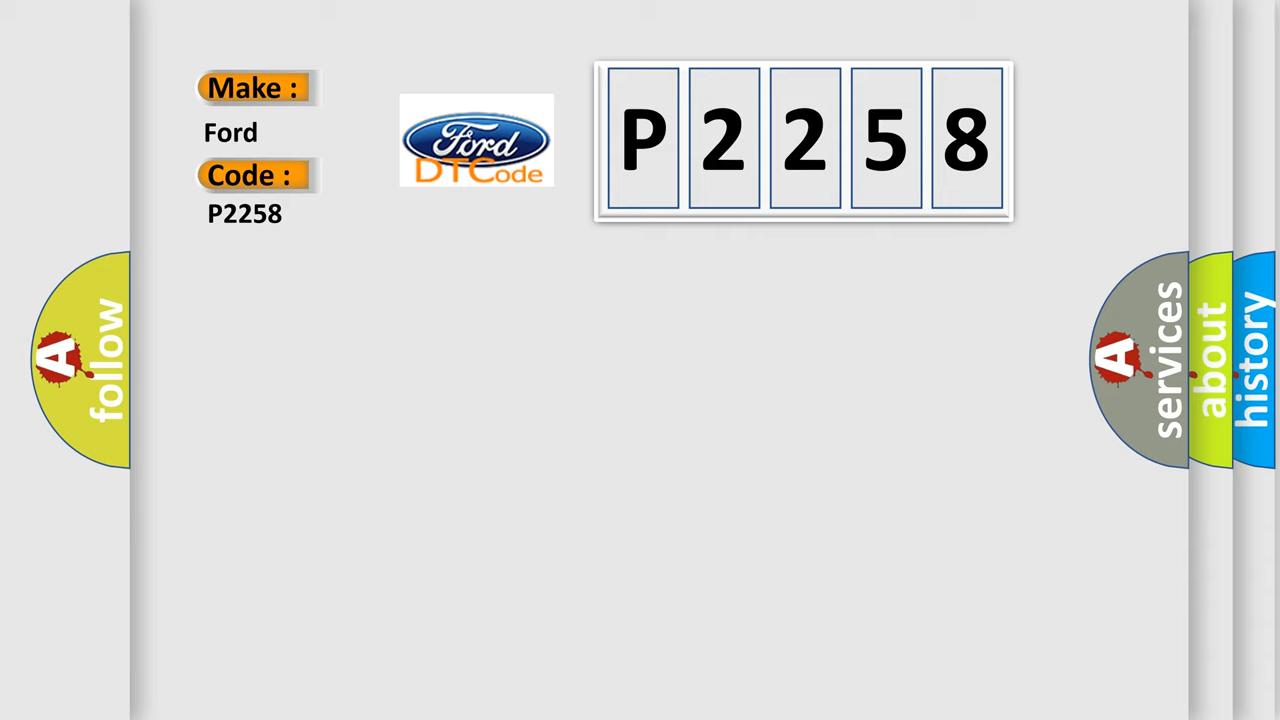 Make :
Ford
Code :
P2258
Ford
DTCode
P 2 2 5 8
A follow
A services
about
history